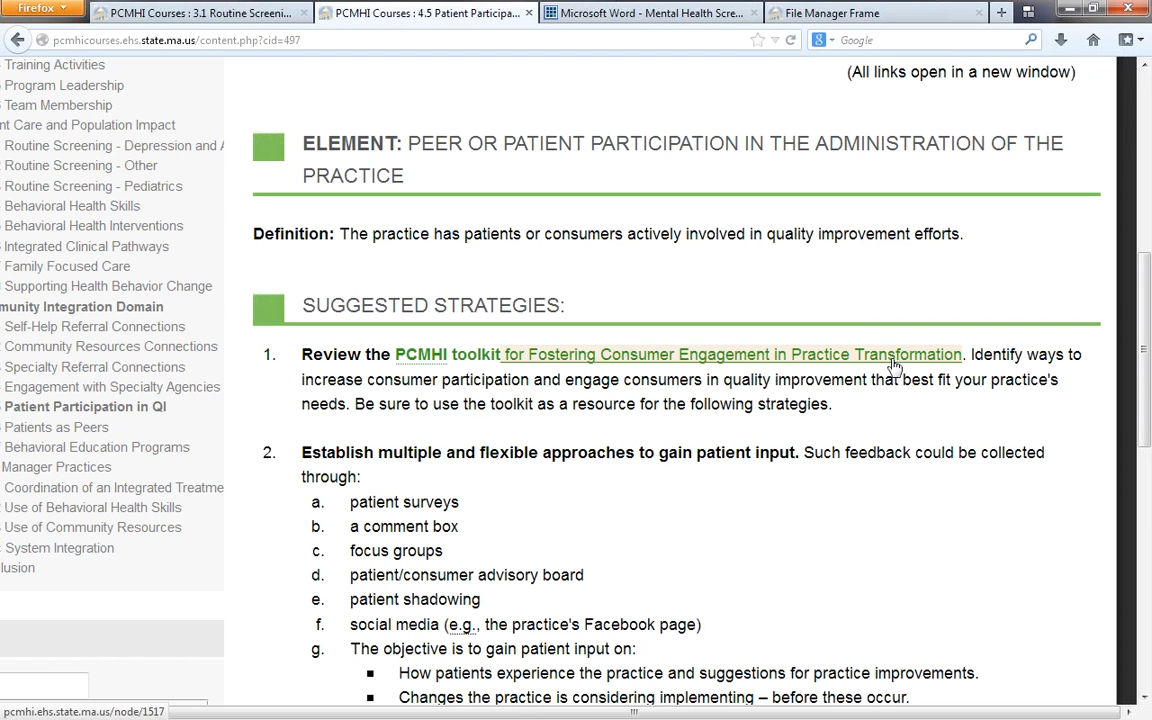 Firefox
PCMHI Courses : 3.1 Routine Screeni...
PCMHI Courses : 4.5 Patient Participa...
Microsoft Word - Mental Health Scre...
File Manager Frame
pcmhicourses.ehs.state.ma.us/content.php?cid=497
Google
Training Activities
Program Leadership
Team Membership
nt Care and Population Impact
Routine Screening - Depression and A
Routine Screening - Other
Routine Screening - Pediatrics
Behavioral Health Skills
Behavioral Health Interventions
Integrated Clinical Pathways
Family Focused Care
Supporting Health Behavior Change
munity Integration Domain
Self-Help Referral Connections
Community Resources Connections
Specialty Referral Connections
Engagement with Specialty Agencies
Patient Participation in QI
Patients as Peers
Behavioral Education Programs
Manager Practices
Coordination of an Integrated Treatme
Use of Behavioral Health Skills
Use of Community Resources
System Integration
lusion
(All links open in a new window)
ELEMENT: PEER OR PATIENT PARTICIPATION IN THE ADMINISTRATION OF THE
PRACTICE
Definition: The practice has patients or consumers actively involved in quality improvement efforts.
SUGGESTED STRATEGIES:
1. Review the PCMHI toolkit for Fostering Consumer Engagement in Practice Transformation. Identify ways to
increase consumer participation and engage consumers in quality improvement that best fit your practice's
needs. Be sure to use the toolkit as a resource for the following strategies.
2. Establish multiple and flexible approaches to gain patient input. Such feedback could be collected
through:
a. patient surveys
b. a comment box
c. focus groups
d. patient/consumer advisory board
e. patient shadowing
f. social media (e.g., the practice's Facebook page)
g. The objective is to gain patient input on:
▪ How patients experience the practice and suggestions for practice improvements.
▪ Changes the practice is considering implementing – before these occur.
pcmhi.ehs.state.ma.us/node/1517